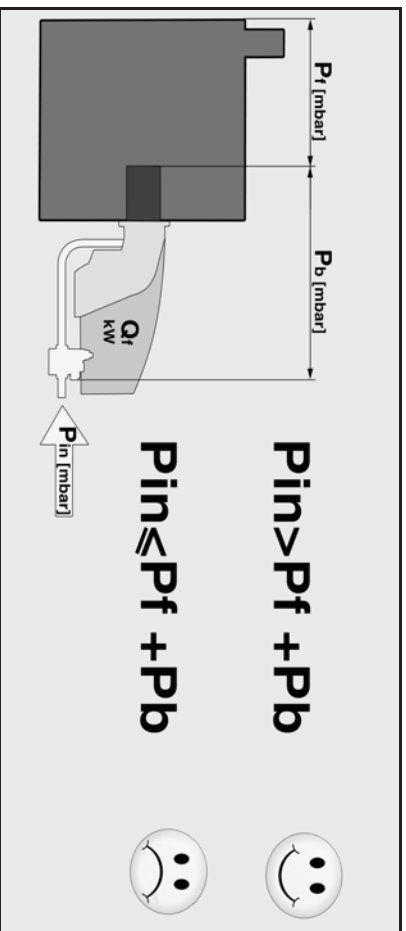 Pf [mbar]
Pb [mbar]
Qf
kW
Pin [mbar]
Pin>Pf +Pb
Pin⩽Pf +Pb